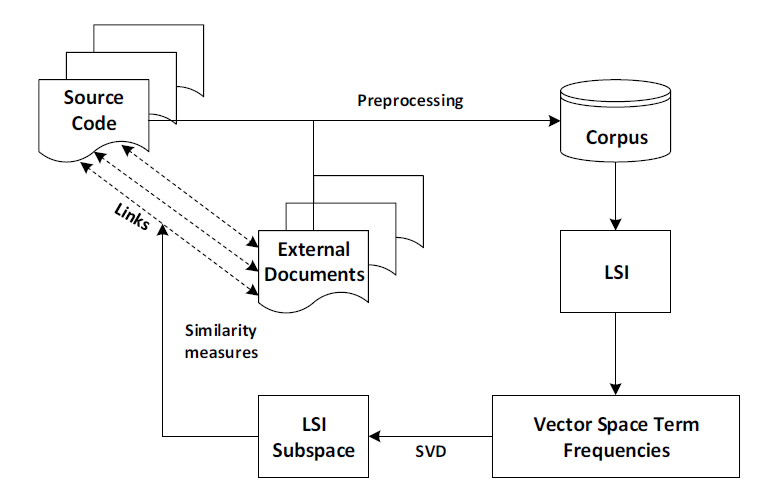 Source
Code
Preprocessing
Corpus
Links
External
Documents
LSI
Similarity
measures
LSI
Subspace
SVD
Vector Space Term
Frequencies